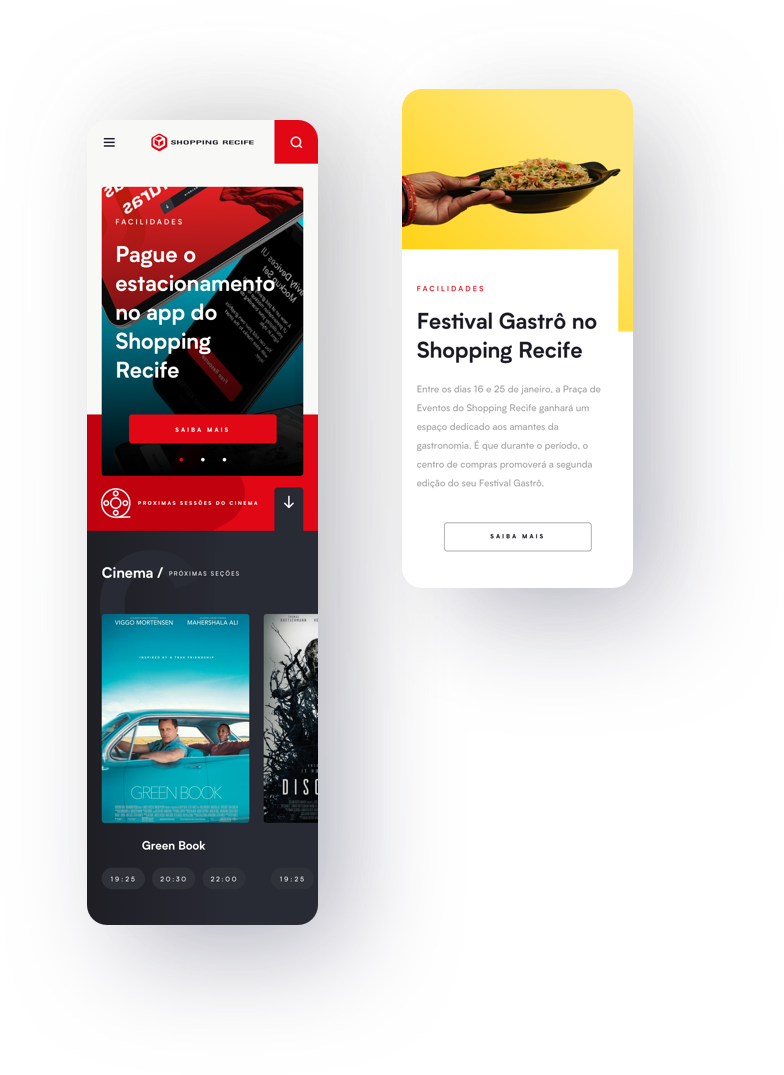 SHOPPING RECIFE
FACILIDADES
Pague o
estacionamento
no app do
Shopping
Recife
SAIBA MAIS
PROXIMAS SESSÕES DO CINEMA
Cinema / PRÓXIMAS SEÇÕES
VIGGO MORTENSEN MAHERSHALA ALI
INSPIRED BY A TRUE FRIENDSHIP
GREEN BOOK
DISC
Green Book
19:25 20:30 22:00 19:25
FACILIDADES
Festival Gastrô no
Shopping Recife
Entre os dias 16 e 25 de janeiro, a Praça de
Eventos do Shopping Recife ganhará um
espaço dedicado aos amantes da
gastronomia. É que durante o período, o
centro de compras promoverá a segunda
edição do seu Festival Gastrô.
SAIBA MAIS